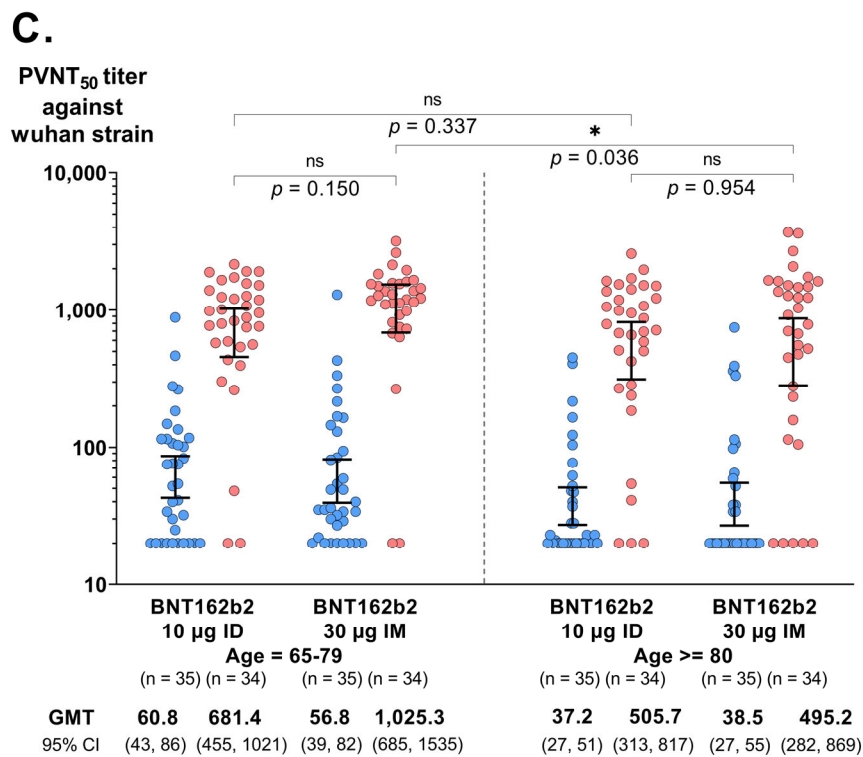 C.
PVNT50 titer
against
wuhan strain
ns
p = 0.337
*
p = 0.036
ns
p = 0.150
ns
p = 0.954
10,000
1,000
100
10
BNT162b2
10 µg ID
BNT162b2
30 µg IM
Age = 65-79
(n = 35) (n = 34)
(n = 35) (n = 34)
BNT162b2
10 µg ID
BNT162b2
30 µg IM
Age >= 80
(n = 35) (n = 34)
(n = 35) (n = 34)
GMT 60.8 681.4 56.8 1,025.3 37.2 505.7 38.5 495.2
95% CI (43, 86) (455, 1021) (39, 82) (685, 1535) (27, 51) (313, 817) (27, 55) (282, 869)